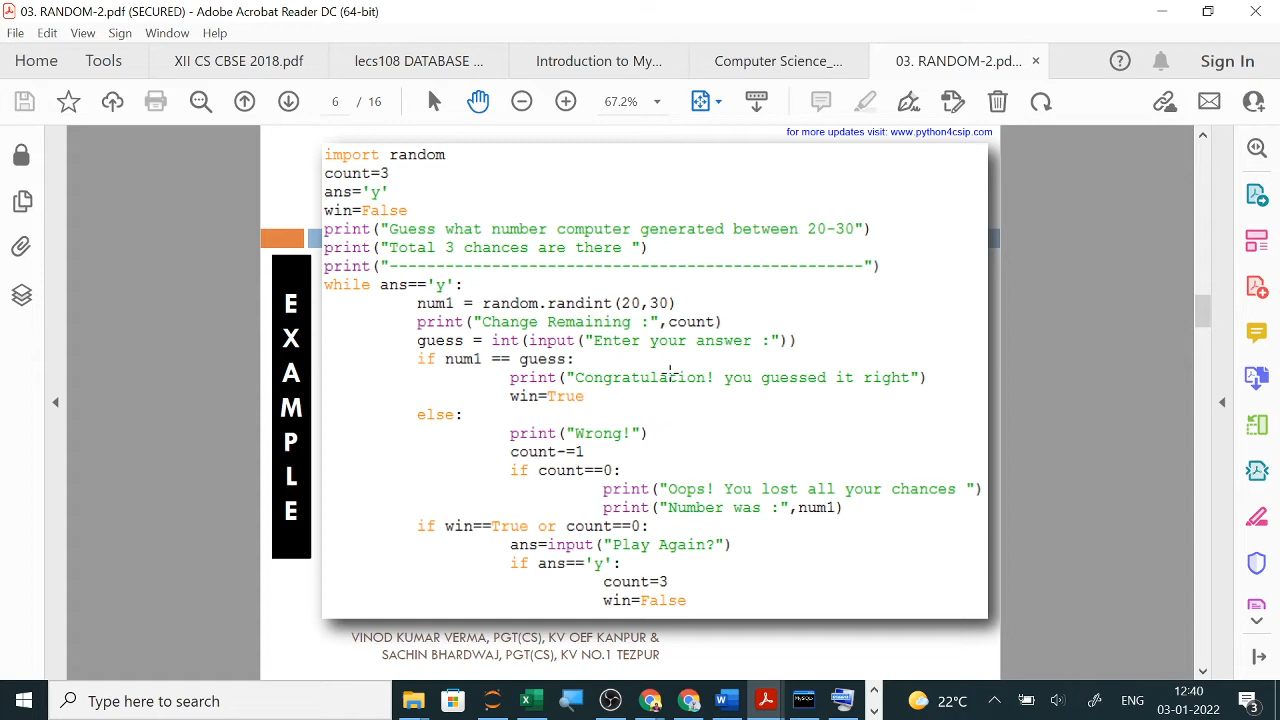 03. RANDOM-2.pdf (SECURED) - Adobe Acrobat Reader DC (64-bit)
File Edit View Sign Window Help
Home Tools XII CS CBSE 2018.pdf lecs108 DATABASE ... Introduction to My... Computer Science_... 03. RANDOM-2.pd... × Sign In
6 / 16 67.2%
for more updates visit: www.python4csip.com
import random
count=3
ans='y'
win=False
print("Guess what number computer generated between 20-30")
print("Total 3 chances are there ")
print("---------------------------------------------------")
while ans=='y':
num1 = random.randint(20,30)
print("Change Remaining :",count)
guess = int(input("Enter your answer :"))
if num1 == guess:
print("Congratulation! you guessed it right")
win=True
else:
print("Wrong!")
count-=1
if count==0:
print("Oops! You lost all your chances ")
print("Number was :",num1)
if win==True or count==0:
ans=input("Play Again?")
if ans=='y':
count=3
win=False
EXAMPLE
VINOD KUMAR VERMA, PGT(CS), KV OEF KANPUR &
SACHIN BHARDWAJ, PGT(CS), KV NO.1 TEZPUR
Type here to search
22°C ENG 12:40
03-01-2022 3